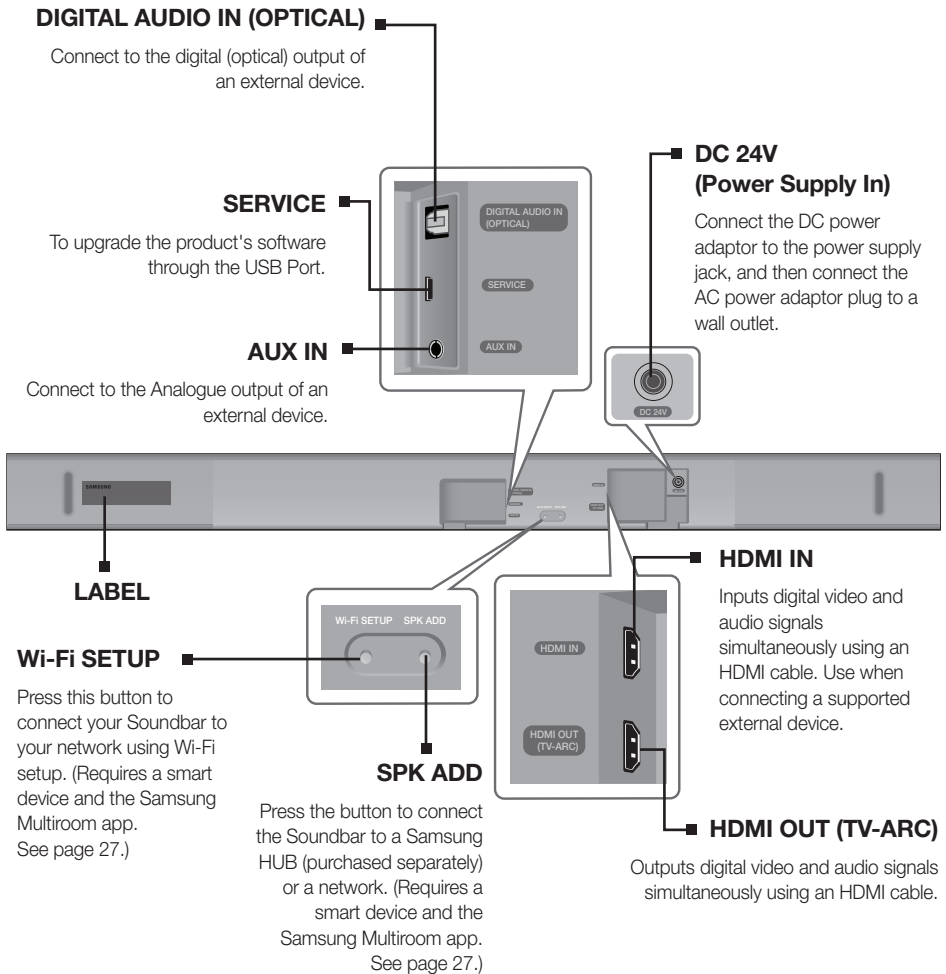 DIGITAL AUDIO IN (OPTICAL)
Connect to the digital (optical) output of
an external device.
SERVICE
To upgrade the product's software
through the USB Port.
AUX IN
Connect to the Analogue output of an
external device.
DIGITAL AUDIO IN
(OPTICAL)
SERVICE
AUX IN
DC 24V
(Power Supply In)
Connect the DC power
adaptor to the power supply
jack, and then connect the
AC power adaptor plug to a
wall outlet.
DC 24V
SAMSUNG
LABEL
Wi-Fi SETUP SPK ADD
Wi-Fi SETUP
Press this button to
connect your Soundbar to
your network using Wi-Fi
setup. (Requires a smart
device and the Samsung
Multiroom app.
See page 27.)
SPK ADD
Press the button to connect
the Soundbar to a Samsung
HUB (purchased separately)
or a network. (Requires a
smart device and the
Samsung Multiroom app.
See page 27.)
HDMI IN
HDMI OUT
(TV-ARC)
HDMI IN
Inputs digital video and
audio signals
simultaneously using an
HDMI cable. Use when
connecting a supported
external device.
HDMI OUT (TV-ARC)
Outputs digital video and audio signals
simultaneously using an HDMI cable.